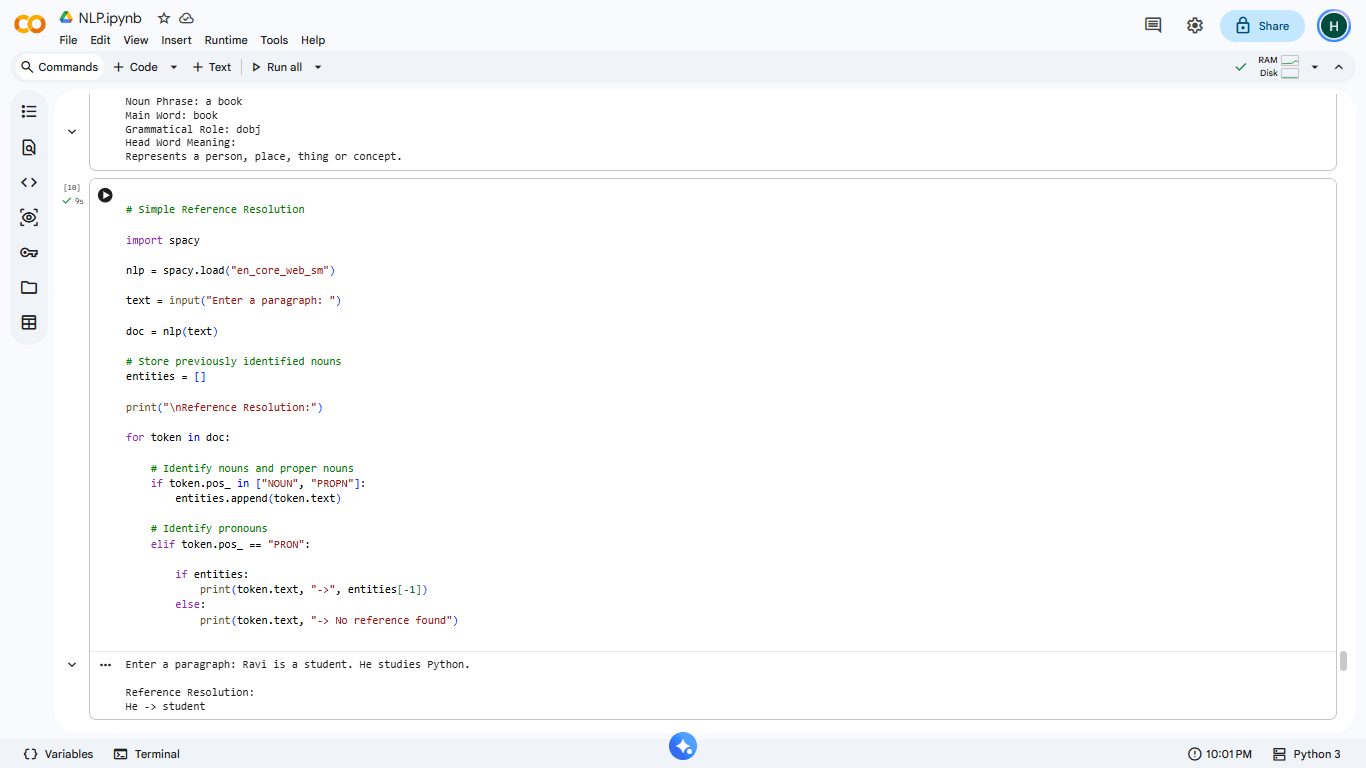 NLP.ipynb
File Edit View Insert Runtime Tools Help
Share
H
Commands + Code + Text Run all
RAM
Disk
Noun Phrase: a book
Main Word: book
Grammatical Role: dobj
Head Word Meaning:
Represents a person, place, thing or concept.
[10]
9s
# Simple Reference Resolution
import spacy
nlp = spacy.load("en_core_web_sm")
text = input("Enter a paragraph: ")
doc = nlp(text)
# Store previously identified nouns
entities = []
print("\nReference Resolution:")
for token in doc:
    # Identify nouns and proper nouns
    if token.pos_ in ["NOUN", "PROPN"]:
        entities.append(token.text)
    # Identify pronouns
    elif token.pos_ == "PRON":
        if entities:
            print(token.text, "->", entities[-1])
        else:
            print(token.text, "-> No reference found")
Enter a paragraph: Ravi is a student. He studies Python.
Reference Resolution:
He -> student
{} Variables Terminal
10:01 PM Python 3